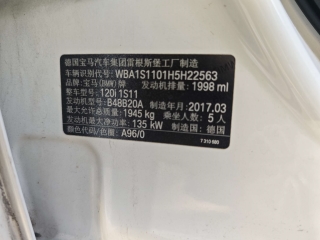 德国宝马汽车集团雷根斯堡工厂制造
车辆识别代号: WBA1S1101H5H22563
品牌: 宝马(BMW)牌 发动机排量: 1998 ml
整车型号: 120i 1S11
发动机型号: B48B20A 制造年月: 2017.03
最大允许总质量: 1945 kg 乘坐人数: 5 人
发动机最大净功率: 135 kW 制造国: 德国
颜色代码/色圈: A96/0
7 310 600